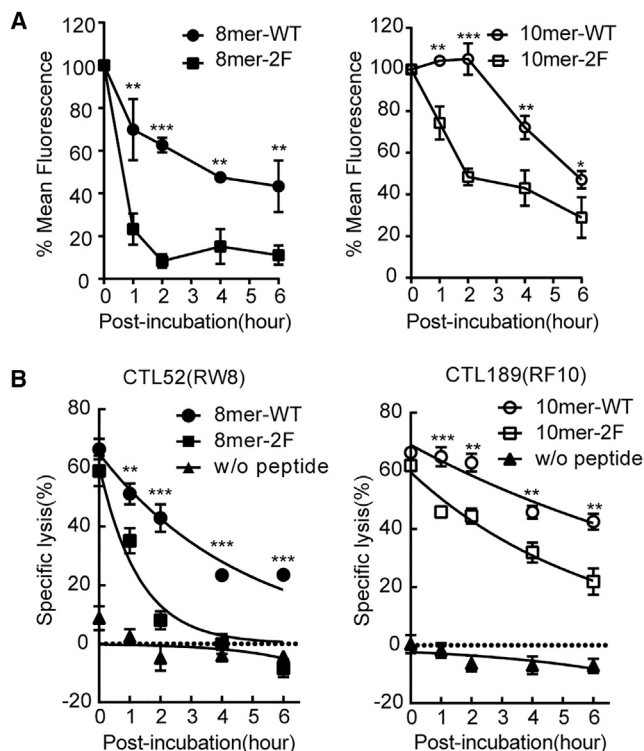 A
8mer-WT
8mer-2F
% Mean Fluorescence
120
100
80
60
40
20
0
**
***
**
**
0 1 2 3 4 5 6
Post-incubation(hour)
10mer-WT
10mer-2F
% Mean Fluorescence
120
100
80
60
40
20
0
**
***
**
*
0 1 2 3 4 5 6
Post-incubation(hour)
B
CTL52(RW8)
8mer-WT
8mer-2F
w/o peptide
Specific lysis(%)
80
60
40
20
0
-20
**
***
***
***
0 1 2 3 4 5 6
Post-incubation(hour)
CTL189(RF10)
10mer-WT
10mer-2F
w/o peptide
Specific lysis(%)
80
60
40
20
0
-20
***
**
**
**
0 1 2 3 4 5 6
Post-incubation(hour)